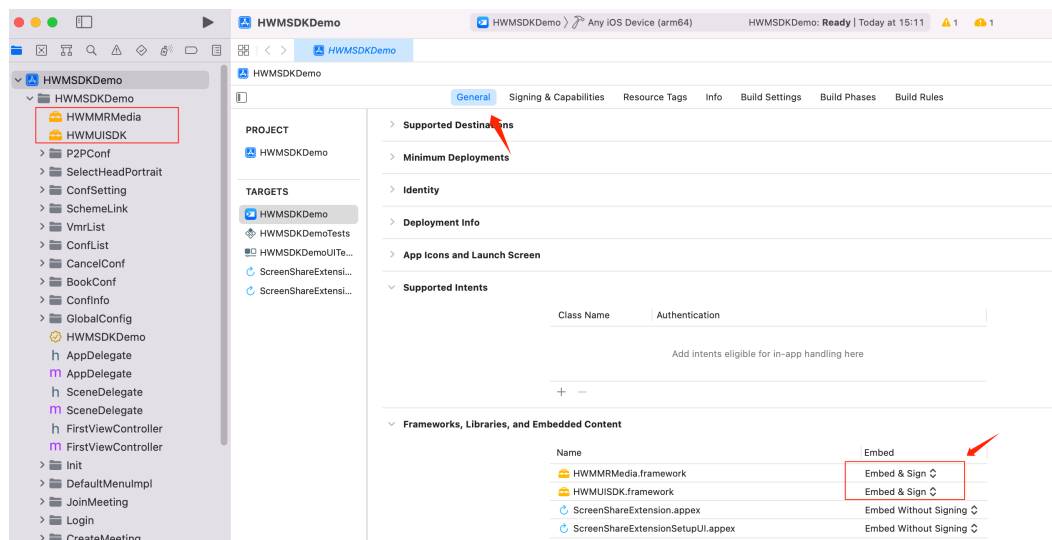 HWMSDKDemo
HWMSDKDemo 〉 Any iOS Device (arm64)
HWMSDKDemo: Ready | Today at 15:11
1
1
HWMSDKDemo
HWMSDKDemo
HWMMRMedia
HWMUISDK
P2PConf
SelectHeadPortrait
ConfSetting
SchemeLink
VmrList
ConfList
CancelConf
BookConf
ConfInfo
GlobalConfig
HWMSDKDemo
h AppDelegate
m AppDelegate
h SceneDelegate
m SceneDelegate
h FirstViewController
m FirstViewController
Init
DefaultMenuImpl
JoinMeeting
Login
CreateMeeting
HWMSDKDemo
HWMSDKDemo
General Signing & Capabilities Resource Tags Info Build Settings Build Phases Build Rules
PROJECT
HWMSDKDemo
TARGETS
HWMSDKDemo
HWMSDKDemoTests
HWMSDKDemoUITe...
ScreenShareExtensi...
ScreenShareExtensi...
Supported Destinations
Minimum Deployments
Identity
Deployment Info
App Icons and Launch Screen
Supported Intents
Class Name Authentication
Add intents eligible for in-app handling here
Frameworks, Libraries, and Embedded Content
Name Embed
HWMMRMedia.framework Embed & Sign
HWMUISDK.framework Embed & Sign
ScreenShareExtension.appex Embed Without Signing
ScreenShareExtensionSetupUI.appex Embed Without Signing